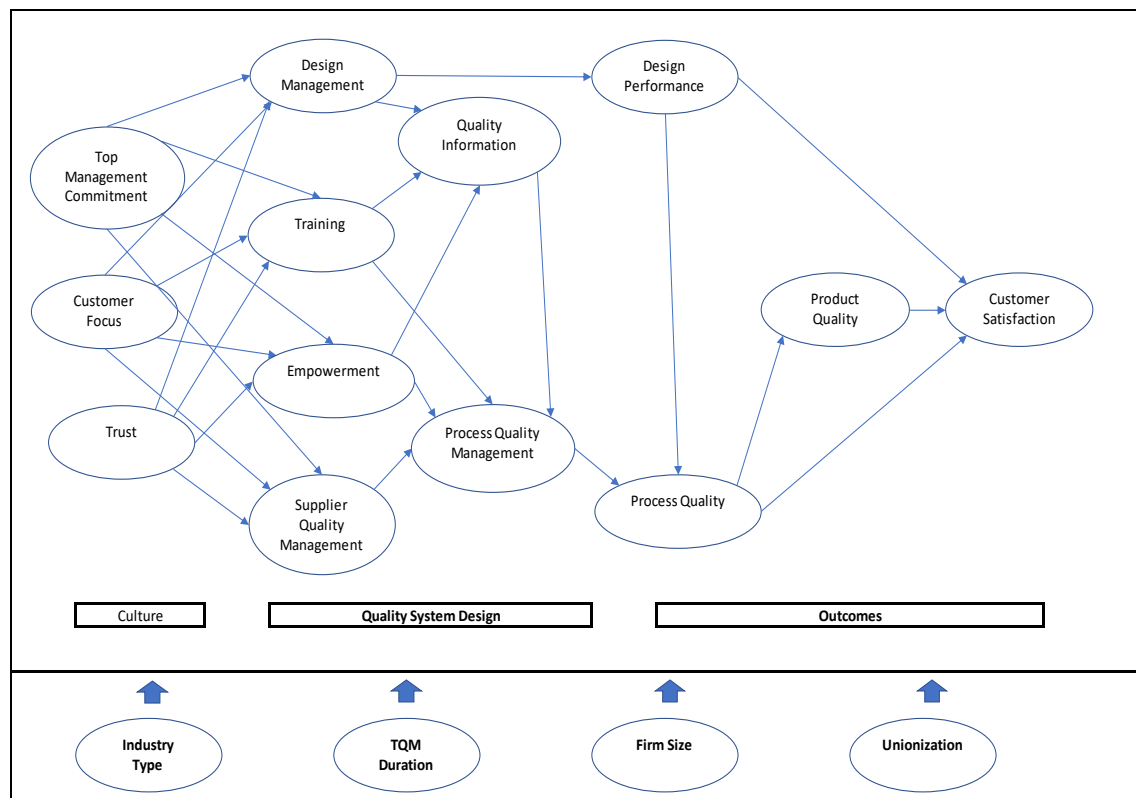 Design
Management
Design
Performance
Quality
Information
Top
Management
Commitment
Training
Customer
Focus
Product
Quality
Customer
Satisfaction
Empowerment
Trust
Process Quality
Management
Supplier
Quality
Management
Process Quality
Culture
Quality System Design
Outcomes
Industry
Type
TQM
Duration
Firm Size
Unionization